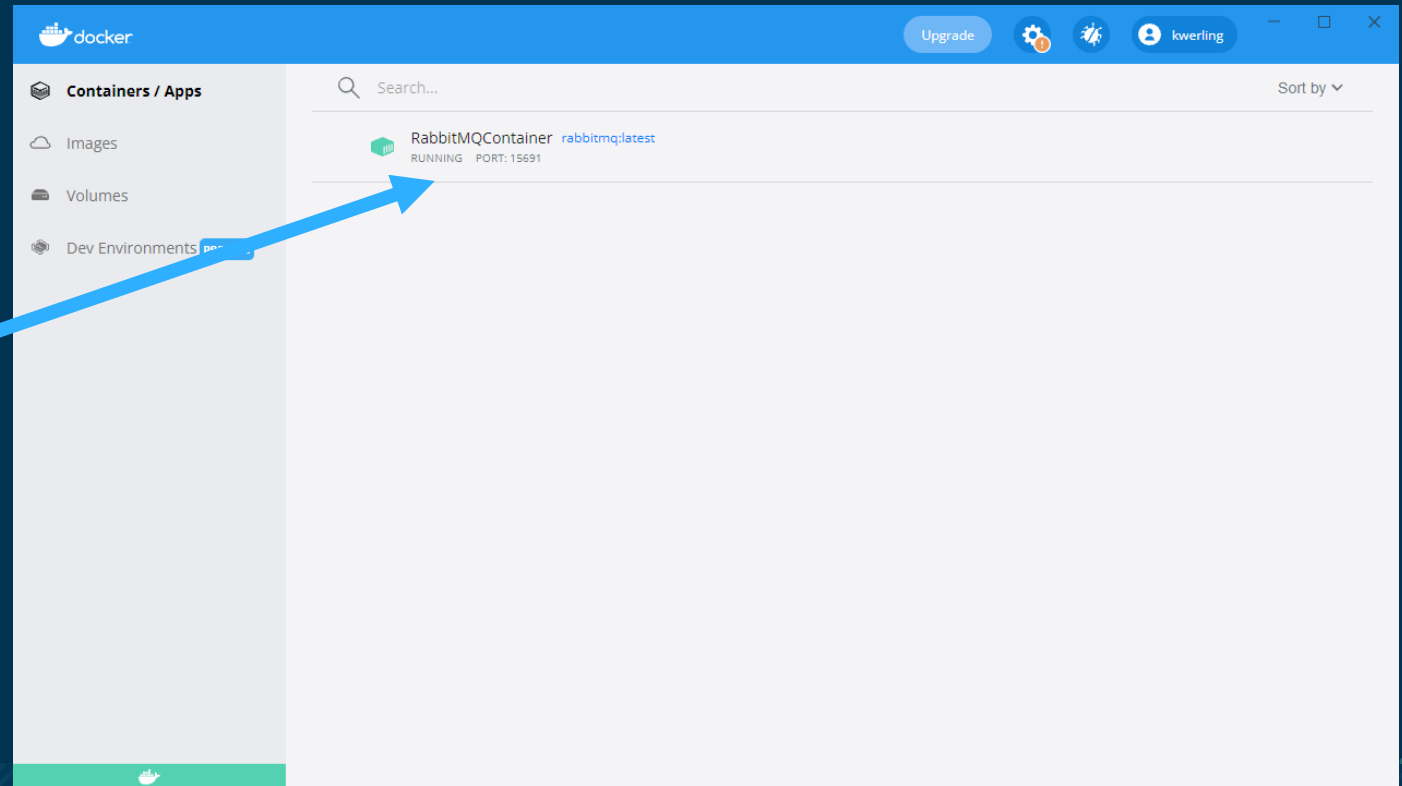 docker
Upgrade
kwerling
Containers / Apps
Images
Volumes
Dev Environments
Search...
Sort by
RabbitMQContainer rabbitmq:latest
RUNNING PORT: 15691